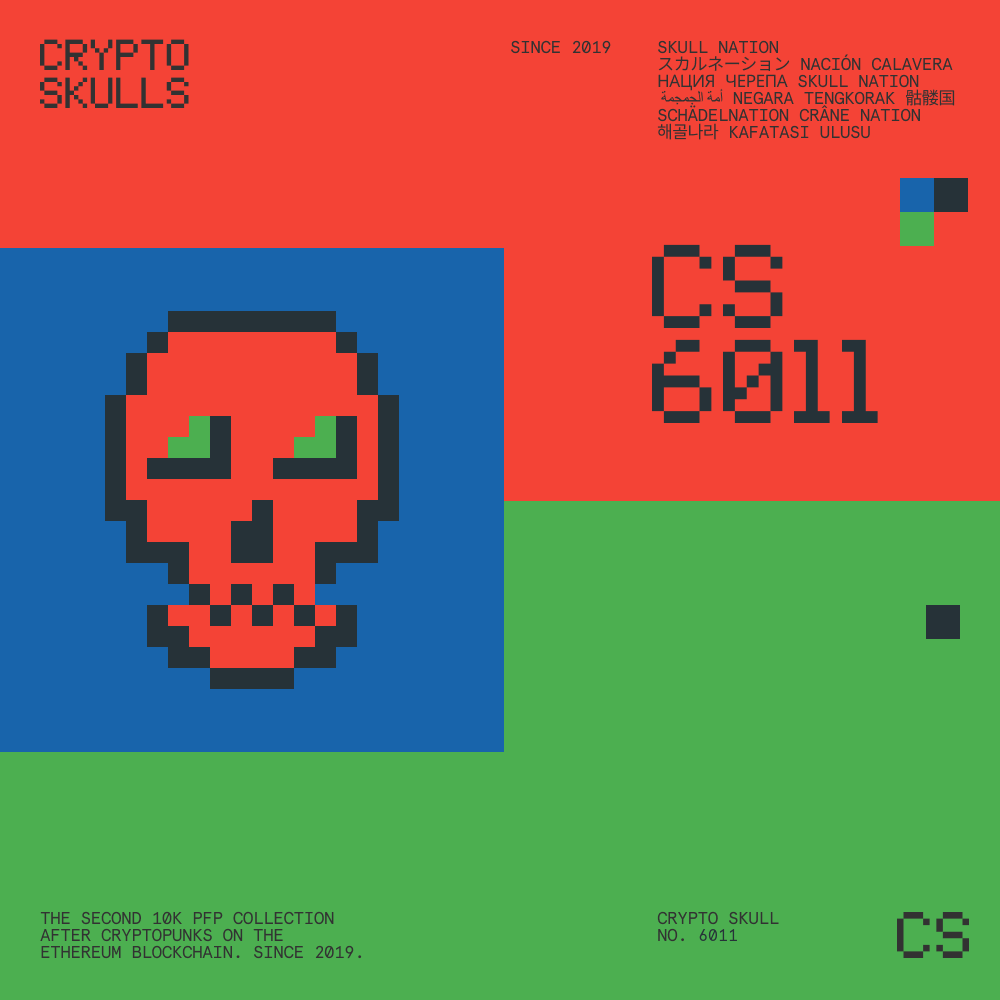 CRYPTO
SKULLS
SINCE 2019
SKULL NATION
スカルネーション NACIÓN CALAVERA
НАЦИЯ ЧЕРЕПА SKULL NATION
أمة الجمجمة NEGARA TENGKORAK 骷髅国
SCHÄDELNATION CRÂNE NATION
해골나라 KAFATASI ULUSU
CS
6011
THE SECOND 10K PFP COLLECTION
AFTER CRYPTOPUNKS ON THE
ETHEREUM BLOCKCHAIN. SINCE 2019.
CRYPTO SKULL
NO. 6011
CS